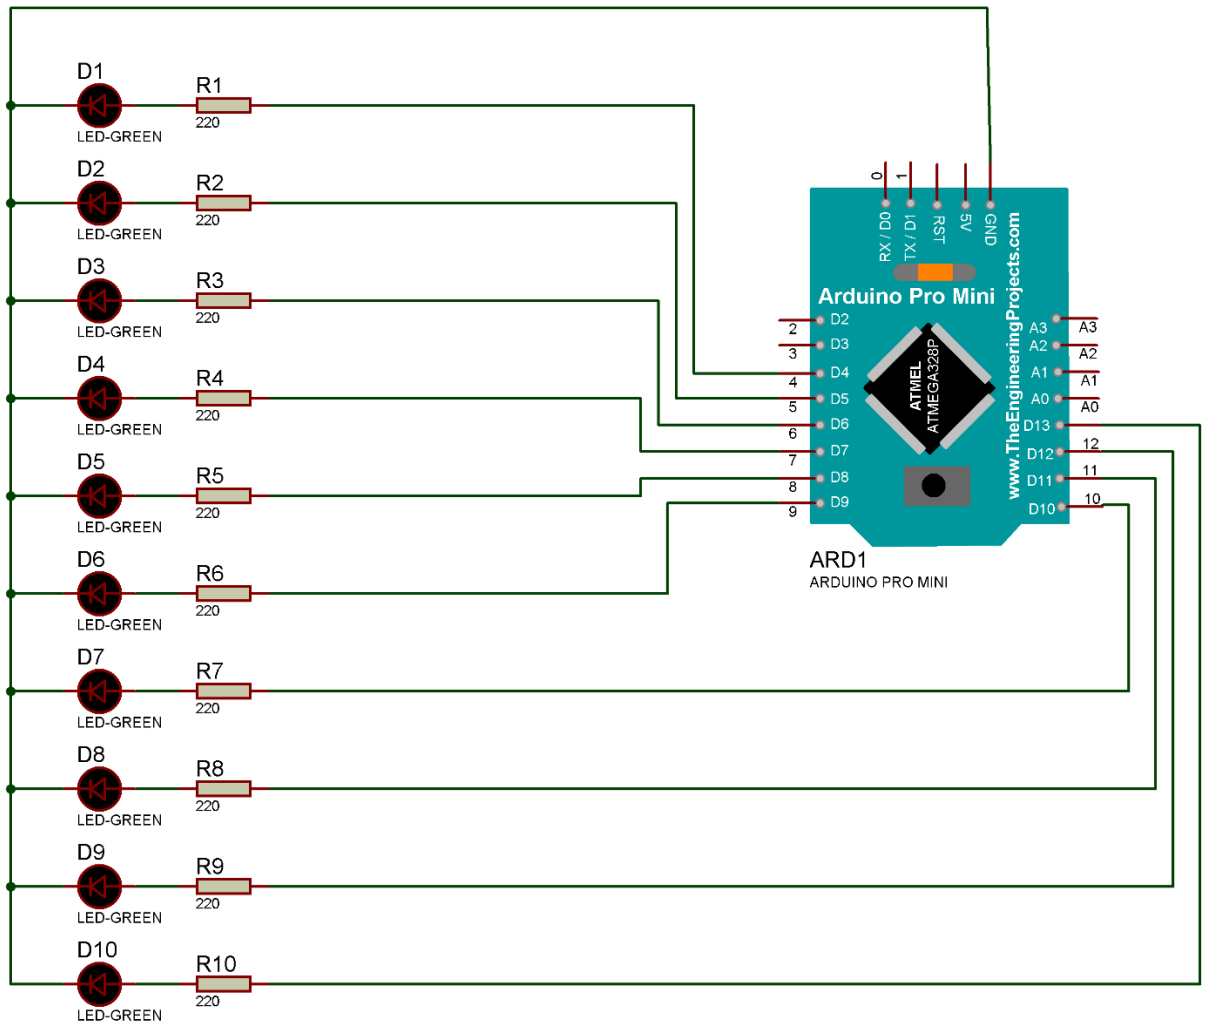 D1
R1
220
LED-GREEN
D2
R2
220
LED-GREEN
D3
R3
220
LED-GREEN
D4
R4
220
LED-GREEN
D5
R5
220
LED-GREEN
D6
R6
220
LED-GREEN
D7
R7
220
LED-GREEN
D8
R8
220
LED-GREEN
D9
R9
220
LED-GREEN
D10
R10
220
LED-GREEN
0
1
RX / D0
TX / D1
RST
5V
GND
Arduino Pro Mini
www.TheEngineeringProjects.com
ATMEL
ATMEGA328P
2
D2
3
D3
4
D4
5
D5
6
D6
7
D7
8
D8
9
D9
A3
A3
A2
A2
A1
A1
A0
A0
D13
D12
12
D11
11
D10
10
ARD1
ARDUINO PRO MINI